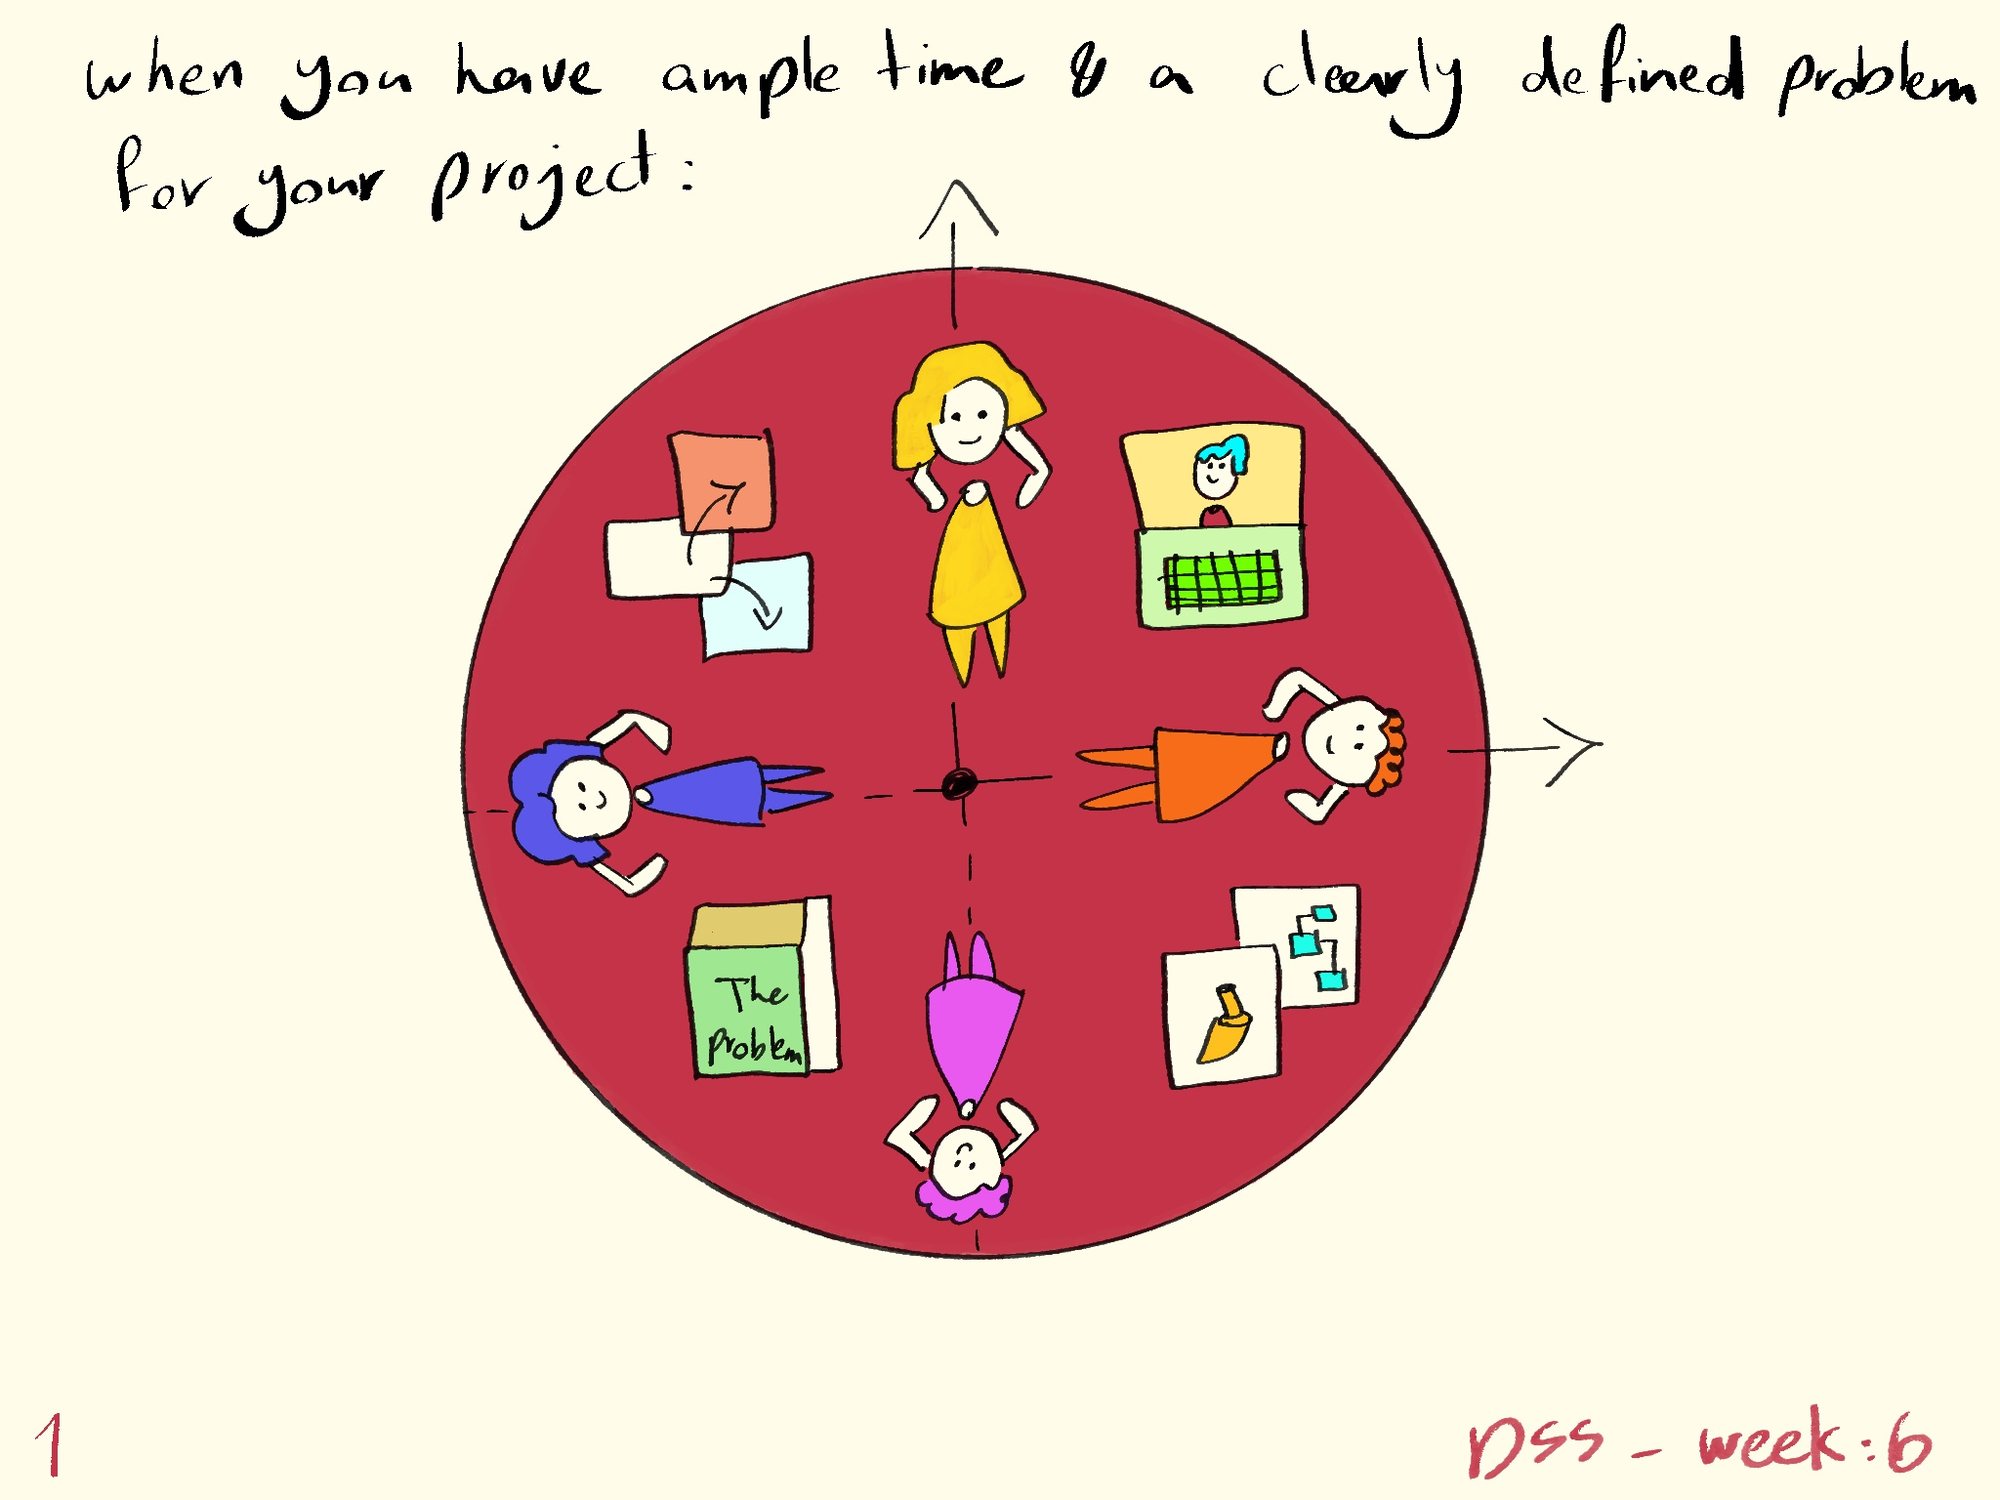 when you have ample time & a clearly defined problem
for your project:
The
problem
1
DSS - week:6